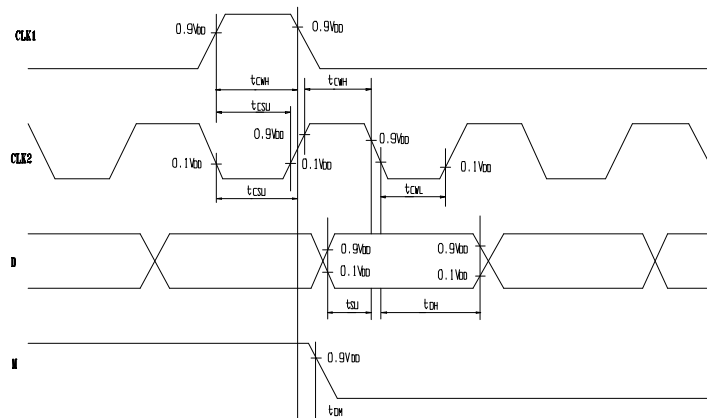 0.9VDD 0.9VDD
CLK1
tCWH tCWH
tCSU
0.9VDD 0.9VDD
CLK2 0.1VDD 0.1VDD 0.1VDD
tCSU tCWL
0.9VDD 0.9VDD
D
0.1VDD 0.1VDD
tSU tDH
0.9VDD
M
tDM